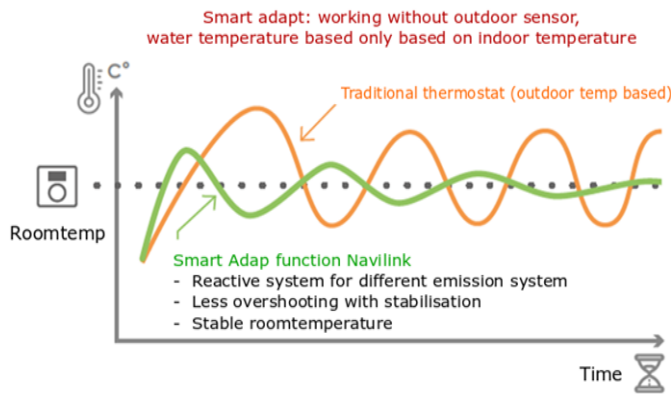 Smart adapt: working without outdoor sensor,
water temperature based only based on indoor temperature
C°
Traditional thermostat (outdoor temp based)
Roomtemp
Smart Adap function Navilink
- Reactive system for different emission system
- Less overshooting with stabilisation
- Stable roomtemperature
Time